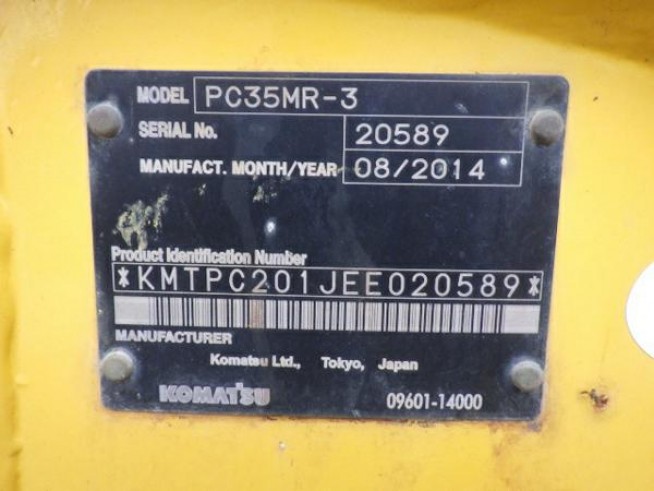 MODEL PC35MR-3
SERIAL No. 20589
MANUFACT. MONTH/YEAR 08/2014
Product Identification Number
*KMTPC201JEE020589*
MANUFACTURER
Komatsu Ltd., Tokyo, Japan
KOMATSU 09601-14000